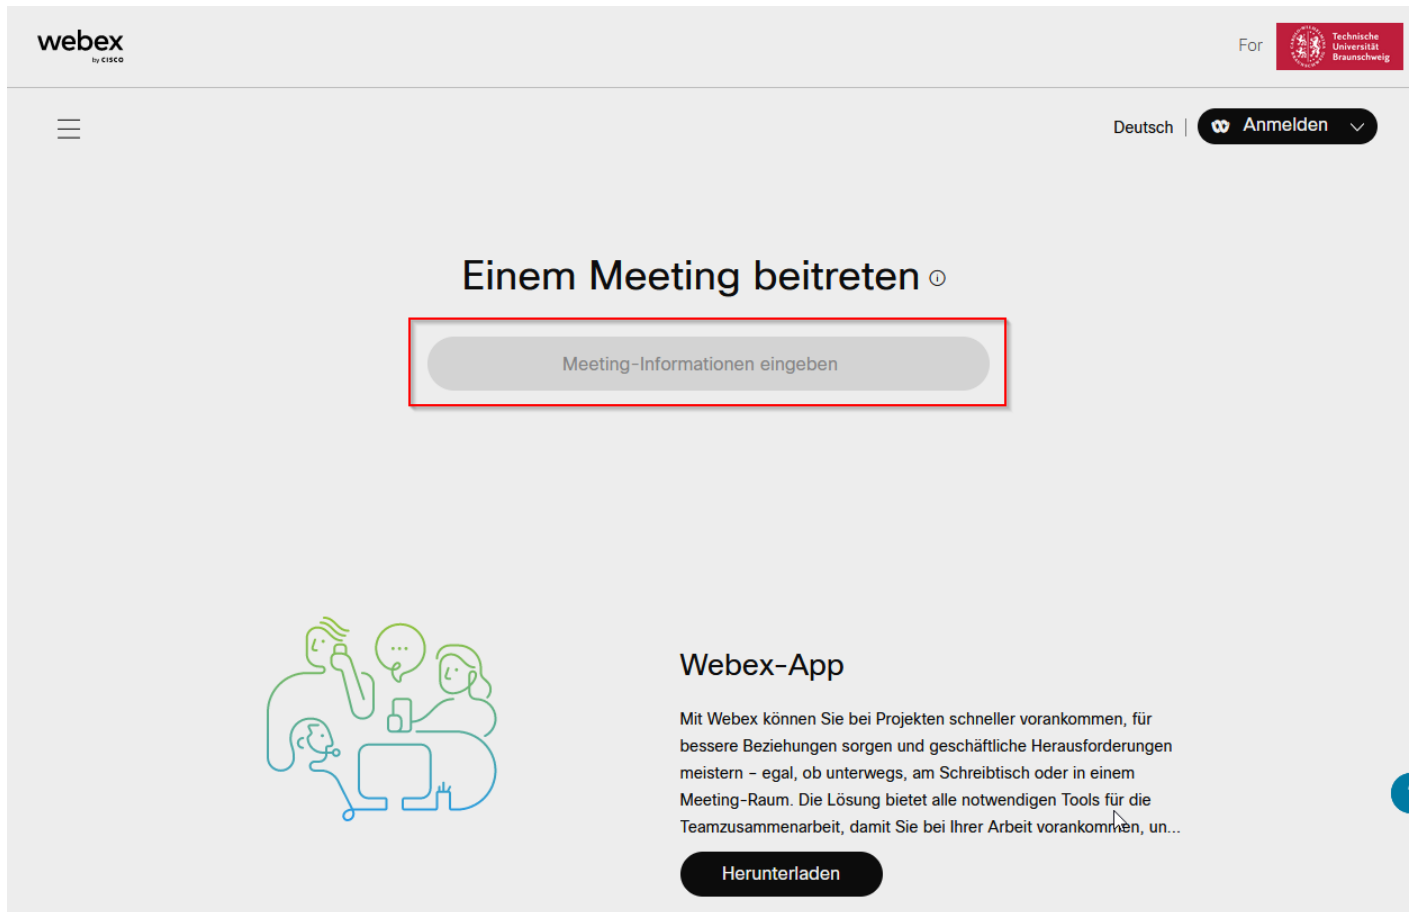 webex
by CISCO
For
Technische
Universität
Braunschweig
Deutsch
Anmelden
Einem Meeting beitreten
Meeting-Informationen eingeben
Webex-App
Mit Webex können Sie bei Projekten schneller vorankommen, für
bessere Beziehungen sorgen und geschäftliche Herausforderungen
meistern – egal, ob unterwegs, am Schreibtisch oder in einem
Meeting-Raum. Die Lösung bietet alle notwendigen Tools für die
Teamzusammenarbeit, damit Sie bei Ihrer Arbeit vorankommen, un...
Herunterladen